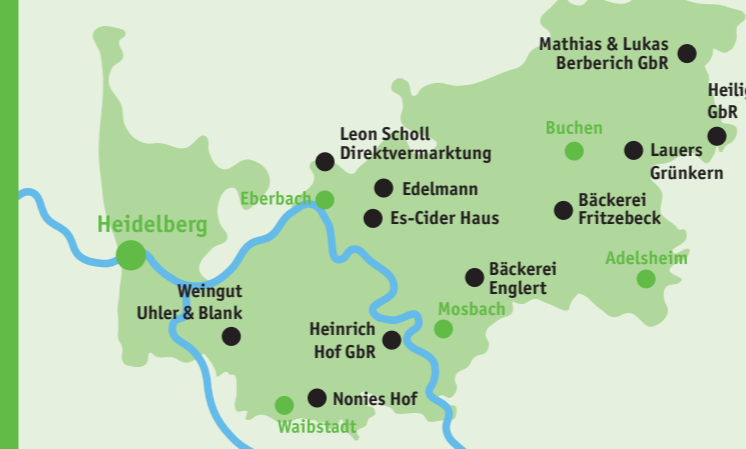 Mathias & Lukas
Berberich GbR
GbR
Buchen
Leon Scholl
Direktvermarktung
Lauers
Grünkern
Edelmann
Eberbach
Es-Cider Haus
Bäckerei
Fritzebeck
Heidelberg
Adelsheim
Bäckerei
Englert
Weingut
Uhler & Blank
Mosbach
Heinrich
Hof GbR
Nonies Hof
Waibstadt